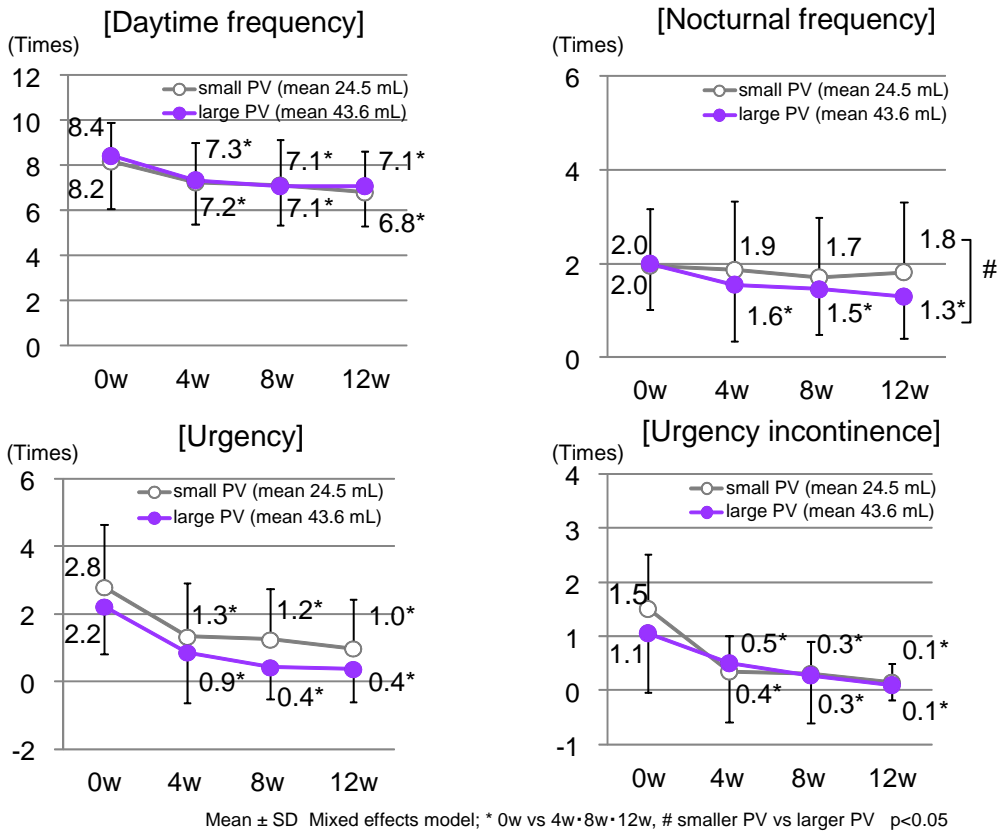 [Daytime frequency]
(Times)
12
10
8
6
4
2
0
small PV (mean 24.5 mL)
large PV (mean 43.6 mL)
8.4
8.2
7.3*
7.2*
7.1*
7.1*
7.1*
6.8*
0w 4w 8w 12w
[Nocturnal frequency]
(Times)
6
4
2
0
small PV (mean 24.5 mL)
large PV (mean 43.6 mL)
2.0
2.0
1.9
1.6*
1.7
1.5*
1.8
1.3*
#
0w 4w 8w 12w
[Urgency]
(Times)
6
4
2
0
-2
small PV (mean 24.5 mL)
large PV (mean 43.6 mL)
2.8
2.2
1.3*
0.9*
1.2*
0.4*
1.0*
0.4*
0w 4w 8w 12w
[Urgency incontinence]
(Times)
4
3
2
1
0
-1
small PV (mean 24.5 mL)
large PV (mean 43.6 mL)
1.5
1.1
0.5*
0.4*
0.3*
0.3*
0.1*
0.1*
0w 4w 8w 12w
Mean ± SD Mixed effects model; * 0w vs 4w・8w・12w, # smaller PV vs larger PV p<0.05